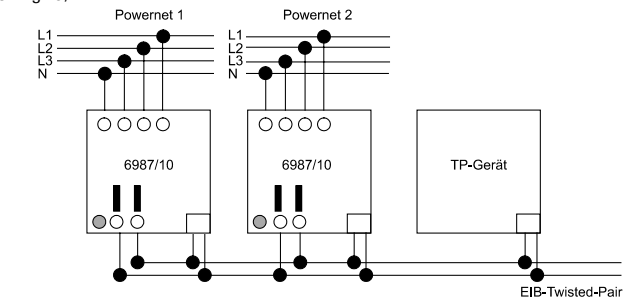 Powernet 1
Powernet 2
L1
L2
L3
N
L1
L2
L3
N
6987/10
6987/10
TP-Gerät
EIB-Twisted-Pair